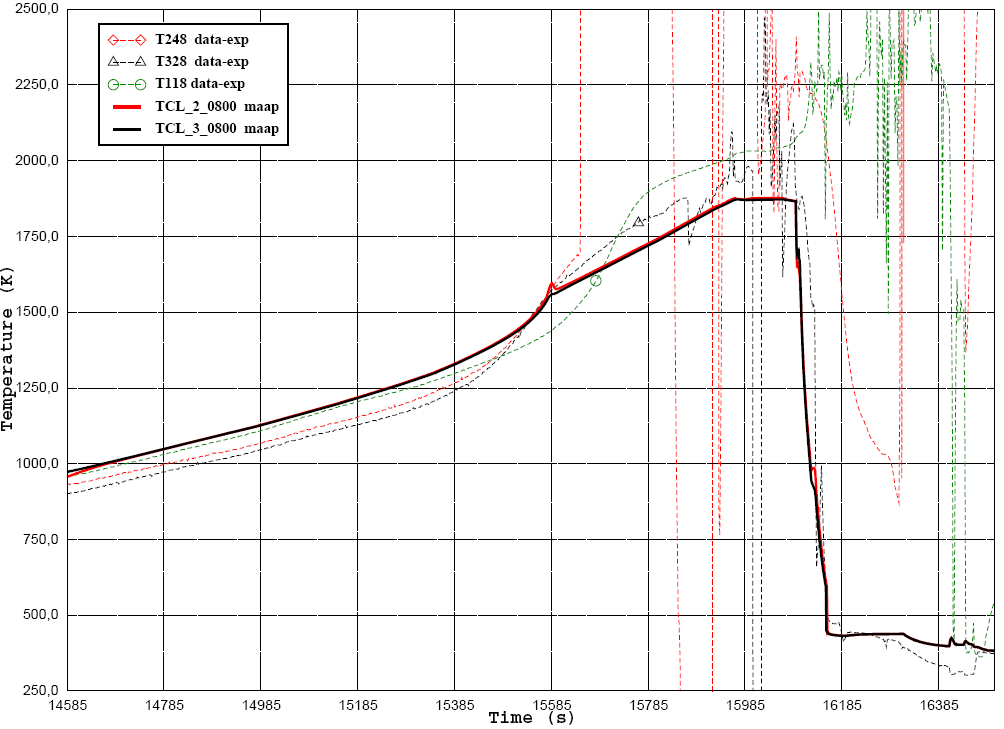 2500,0
2250,0
2000,0
1750,0
1500,0
1250,0
1000,0
750,0
500,0
250,0
Temperature (K)
T248 data-exp
T328 data-exp
T118 data-exp
TCL_2_0800 maap
TCL_3_0800 maap
14585 14785 14985 15185 15385 15585 15785 15985 16185 16385
Time (s)